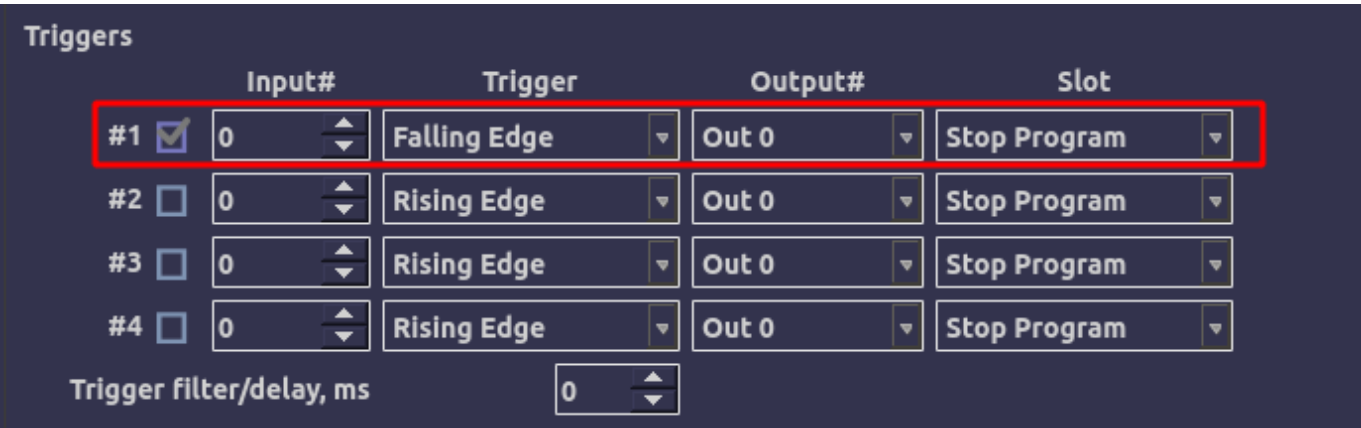 Triggers
Input# Trigger Output# Slot
#1 0 Falling Edge Out 0 Stop Program
#2 0 Rising Edge Out 0 Stop Program
#3 0 Rising Edge Out 0 Stop Program
#4 0 Rising Edge Out 0 Stop Program
Trigger filter/delay, ms 0